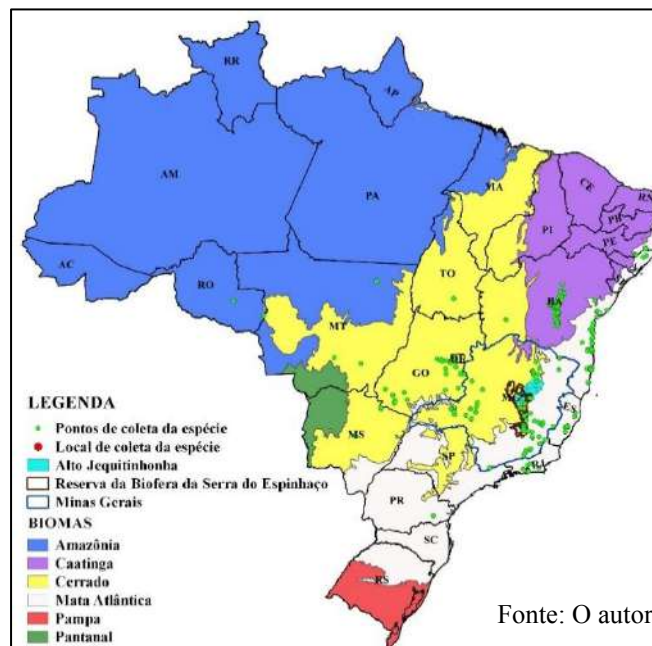 RR
AP
AM
PA
MA
CE
RN
PI
PB
PE
AC
TO
RO
BA
MT
DF
GO
MG
ES
MS
SP
RJ
PR
SC
RS
LEGENDA
Pontos de coleta da espécie
Local de coleta da espécie
Alto Jequitinhonha
Reserva da Biofera da Serra do Espinhaço
Minas Gerais
BIOMAS
Amazônia
Caatinga
Cerrado
Mata Atlântica
Pampa
Pantanal
Fonte: O autor